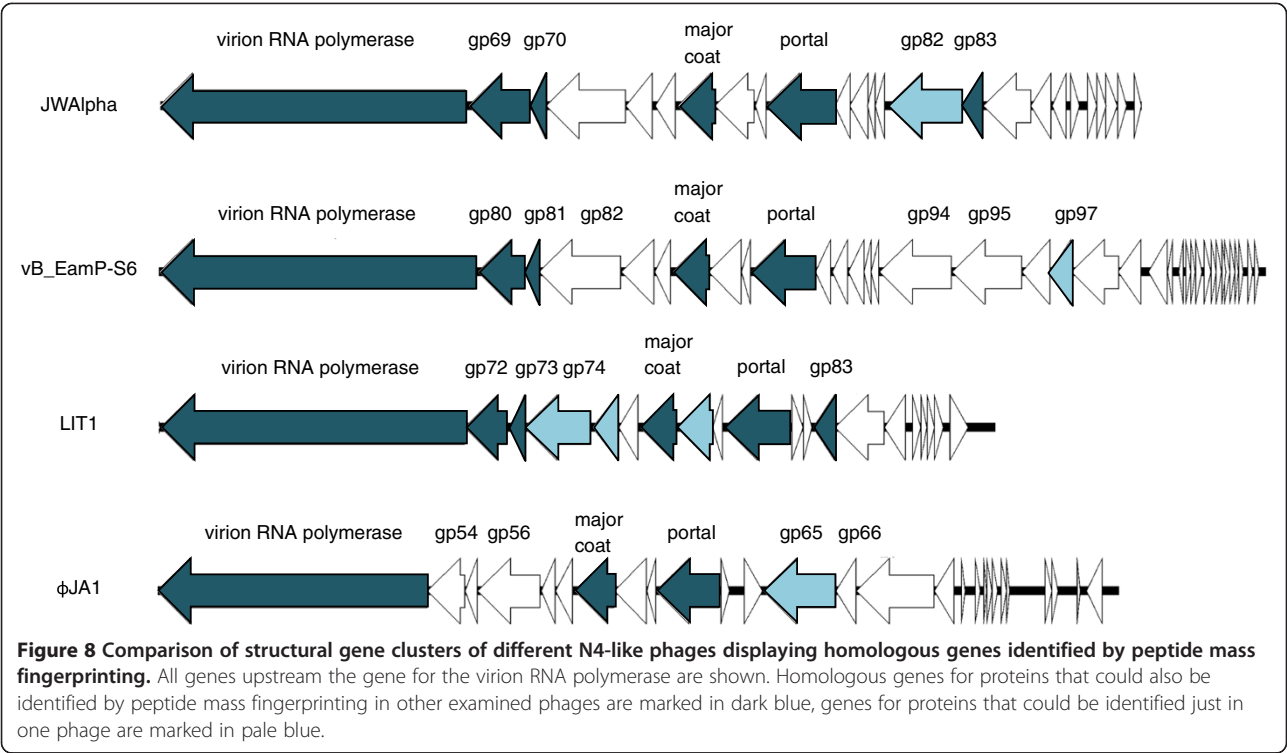 virion RNA polymerase gp69 gp70 major coat portal gp82 gp83
JWAlpha
virion RNA polymerase gp80 gp81 gp82 major coat portal gp94 gp95 gp97
vB_EamP-S6
virion RNA polymerase gp72 gp73 gp74 major coat portal gp83
LIT1
virion RNA polymerase gp54 gp56 major coat portal gp65 gp66
ϕJA1
Figure 8 Comparison of structural gene clusters of different N4-like phages displaying homologous genes identified by peptide mass
fingerprinting. All genes upstream the gene for the virion RNA polymerase are shown. Homologous genes for proteins that could also be
identified by peptide mass fingerprinting in other examined phages are marked in dark blue, genes for proteins that could be identified just in
one phage are marked in pale blue.